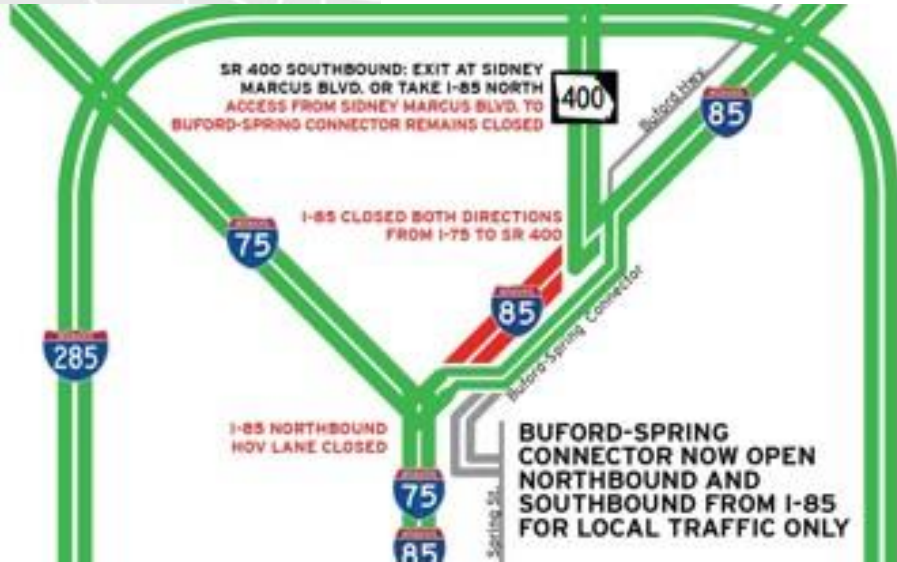 SR 400 SOUTHBOUND: EXIT AT SIDNEY
MARCUS BLVD. OR TAKE I-85 NORTH
ACCESS FROM SIDNEY MARCUS BLVD. TO
BUFORD-SPRING CONNECTOR REMAINS CLOSED
400
Buford Hwy.
85
I-85 CLOSED BOTH DIRECTIONS
FROM I-75 TO SR 400
75
85
Buford-Spring Connector
285
I-85 NORTHBOUND
HOV LANE CLOSED
BUFORD-SPRING
CONNECTOR NOW OPEN
NORTHBOUND AND
SOUTHBOUND FROM I-85
FOR LOCAL TRAFFIC ONLY
75
Spring St.
85